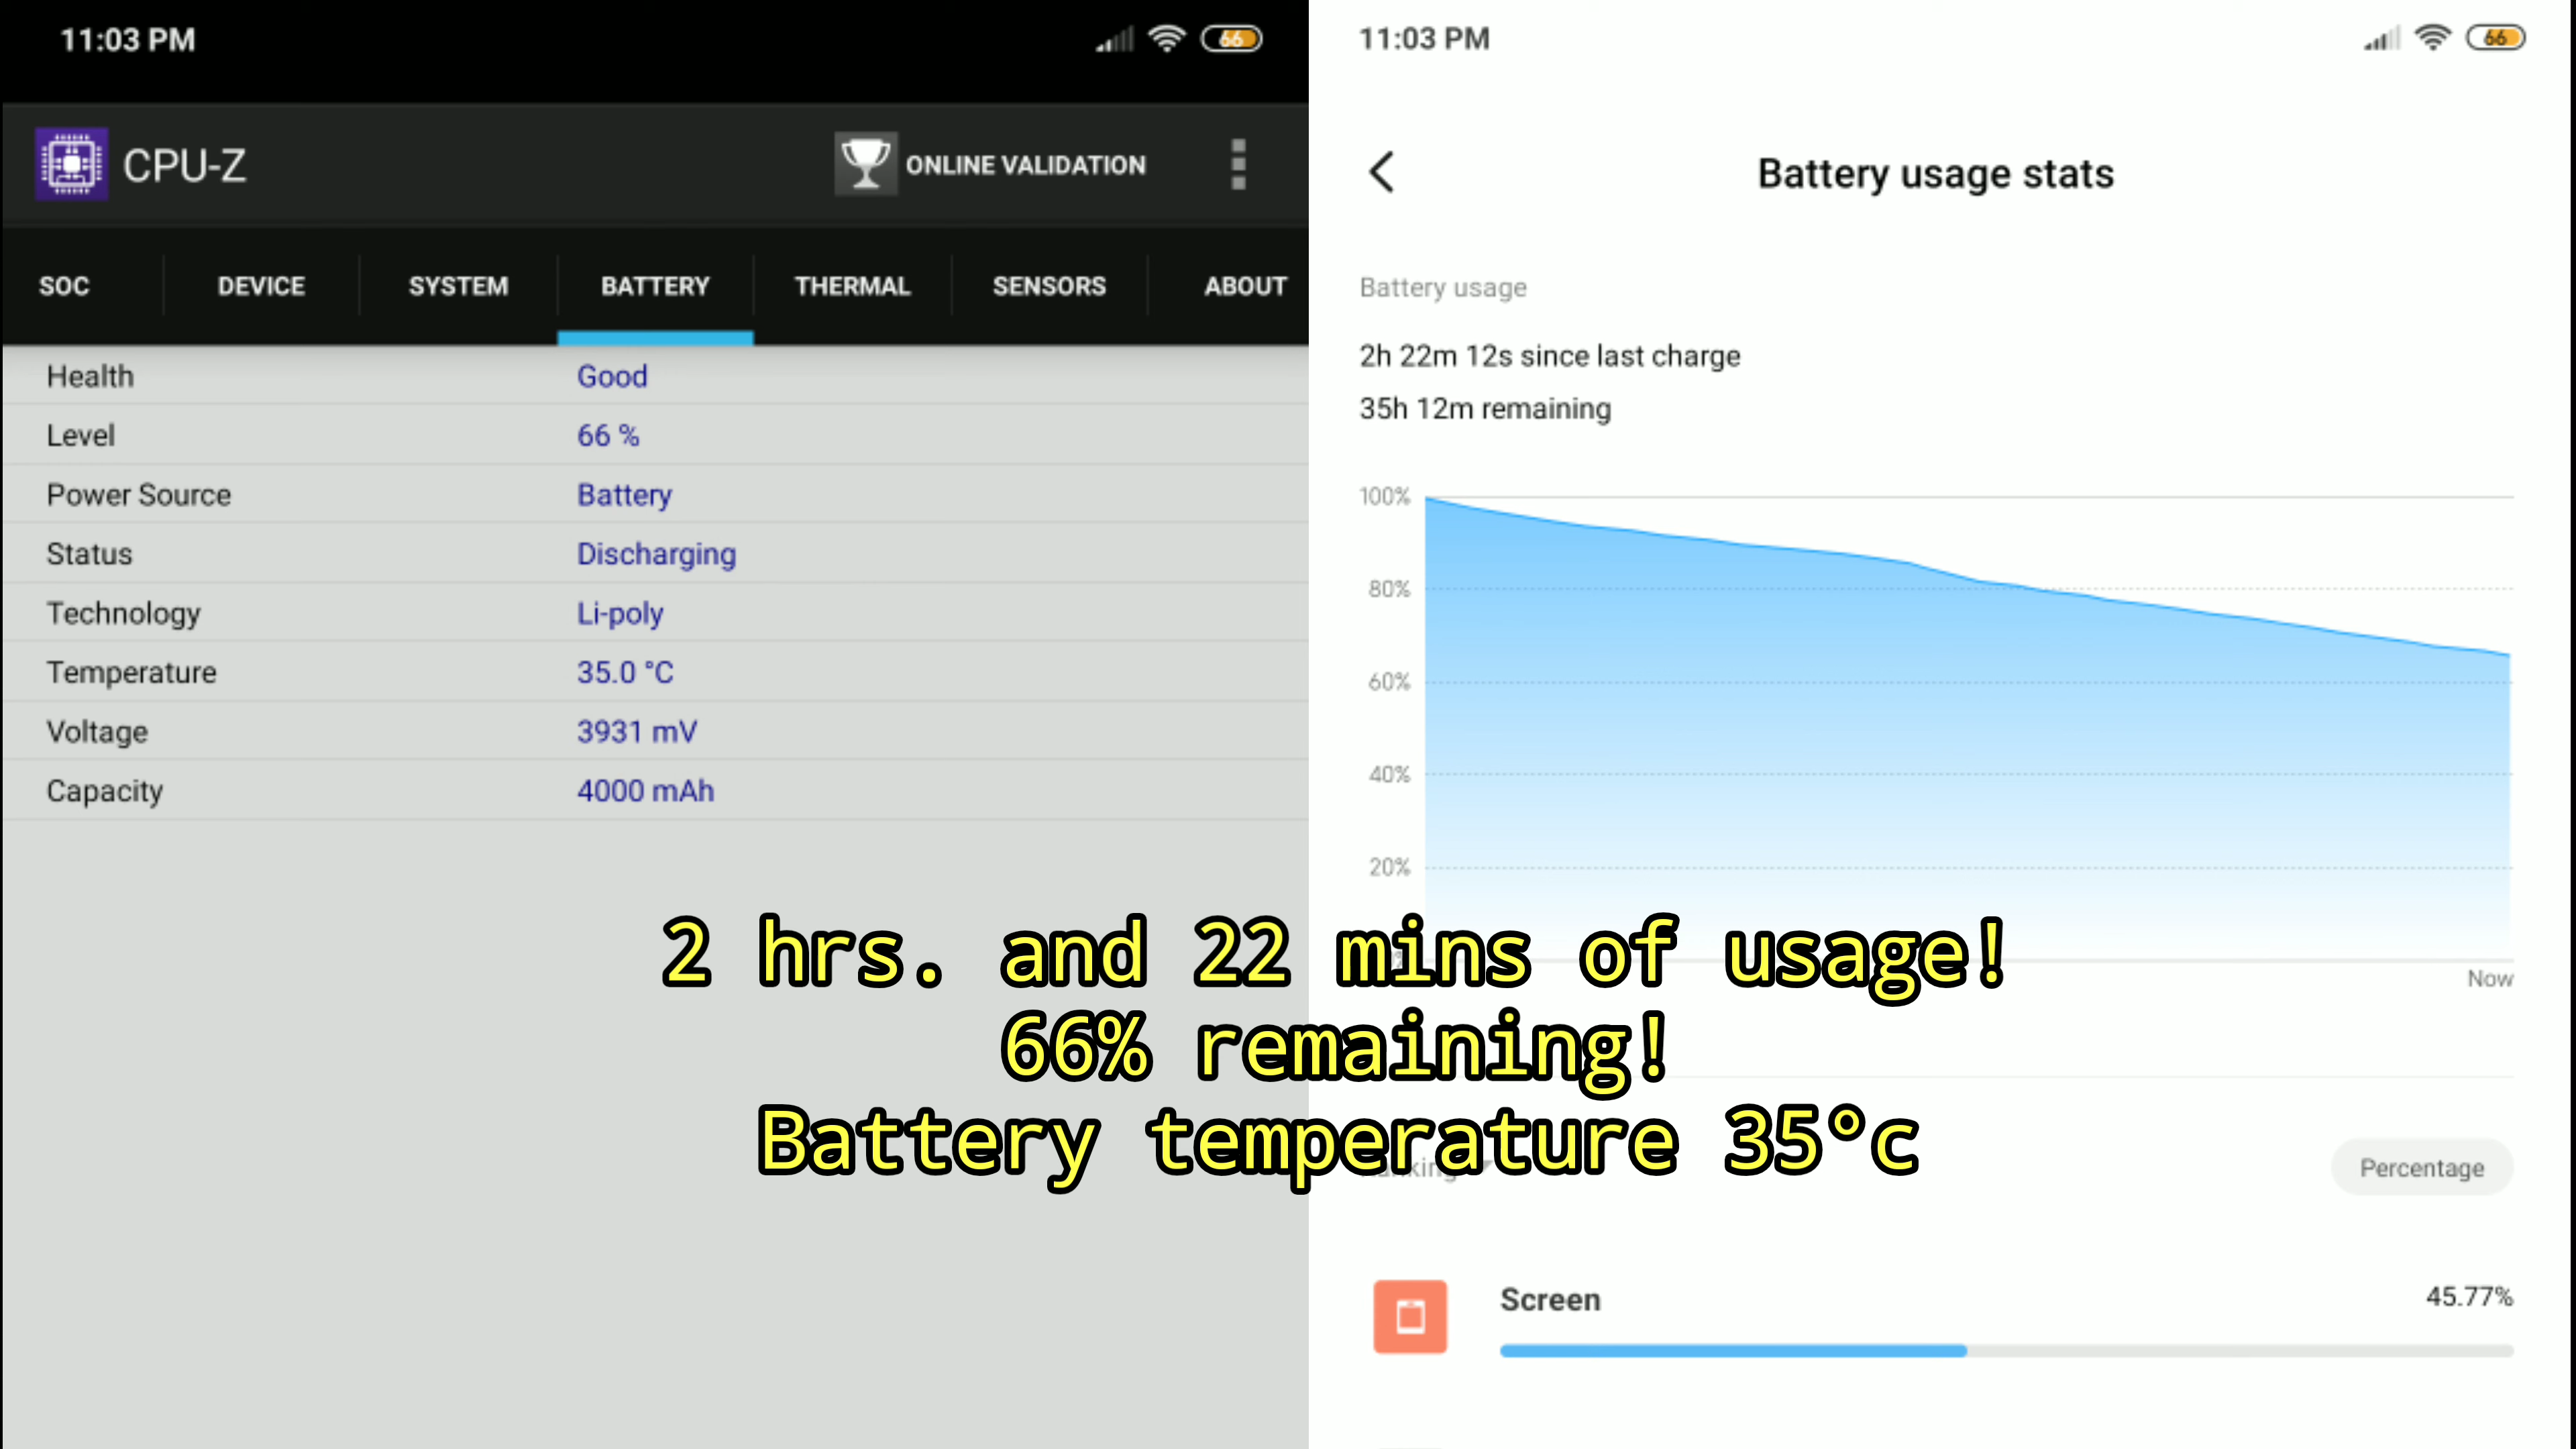 11:03 PM
66
CPU-Z
ONLINE VALIDATION
SOC
DEVICE
SYSTEM
BATTERY
THERMAL
SENSORS
ABOUT
Health Good
Level 66 %
Power Source Battery
Status Discharging
Technology Li-poly
Temperature 35.0 °C
Voltage 3931 mV
Capacity 4000 mAh
11:03 PM
66
Battery usage stats
Battery usage
2h 22m 12s since last charge
35h 12m remaining
100%
80%
60%
40%
20%
Now
2 hrs. and 22 mins of usage!
66% remaining!
Battery temperature 35°c
Percentage
Screen 45.77%